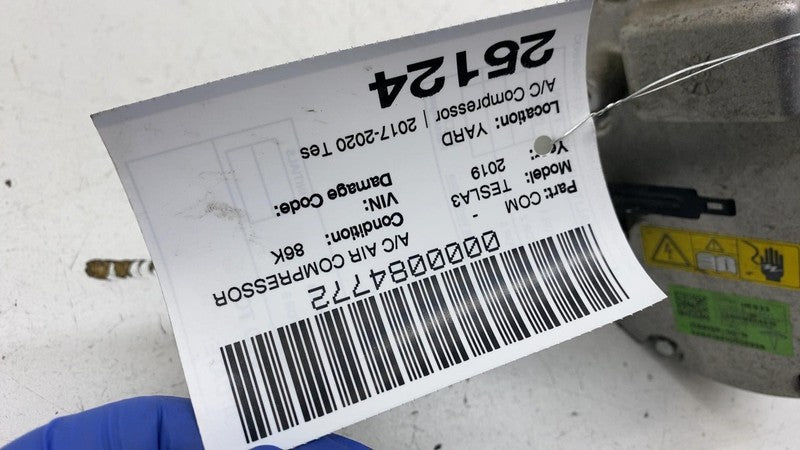 0000084772
A/C AIR COMPRESSOR
Part: COM -
Model: TESLA3
Year: 2019
Location: YARD
Condition: 86K
VIN:
Damage Code:
A/C Compressor | 2017-2020 Tes
25124